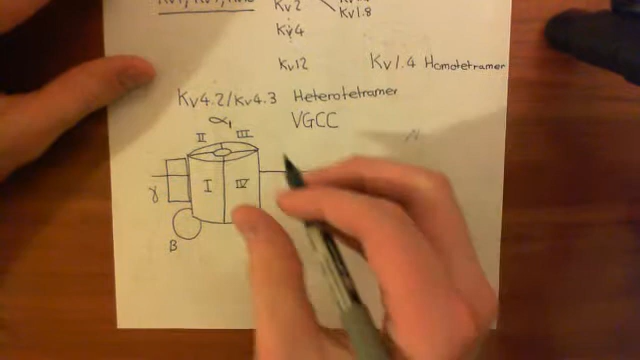 Kv2
Kv1.8
Kv4
Kv12
Kv1.4 Homotetramer
Kv4.2/Kv4.3 Heterotetramer
α1
VGCC
II III
I IV
γ
β